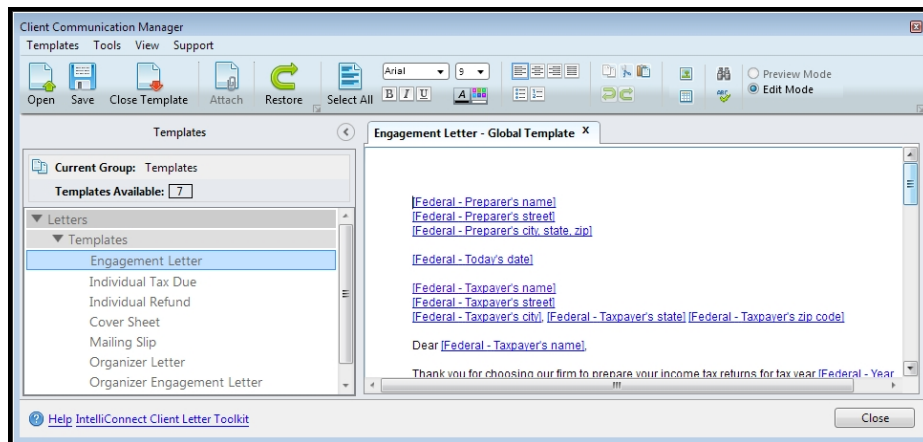 Client Communication Manager
Templates Tools View Support
Open Save Close Template Attach Restore Select All
Arial 9
B I U A
Preview Mode
Edit Mode
Templates
Current Group: Templates
Templates Available: 7
Letters
Templates
Engagement Letter
Individual Tax Due
Individual Refund
Cover Sheet
Mailing Slip
Organizer Letter
Organizer Engagement Letter
Engagement Letter - Global Template X
[Federal - Preparer's name]
[Federal - Preparer's street]
[Federal - Preparer's city, state, zip]
[Federal - Today's date]
[Federal - Taxpayer's name]
[Federal - Taxpayer's street]
[Federal - Taxpayer's city], [Federal - Taxpayer's state] [Federal - Taxpayer's zip code]
Dear [Federal - Taxpayer's name],
Thank you for choosing our firm to prepare your income tax returns for tax year [Federal - Year
Help IntelliConnect Client Letter Toolkit
Close